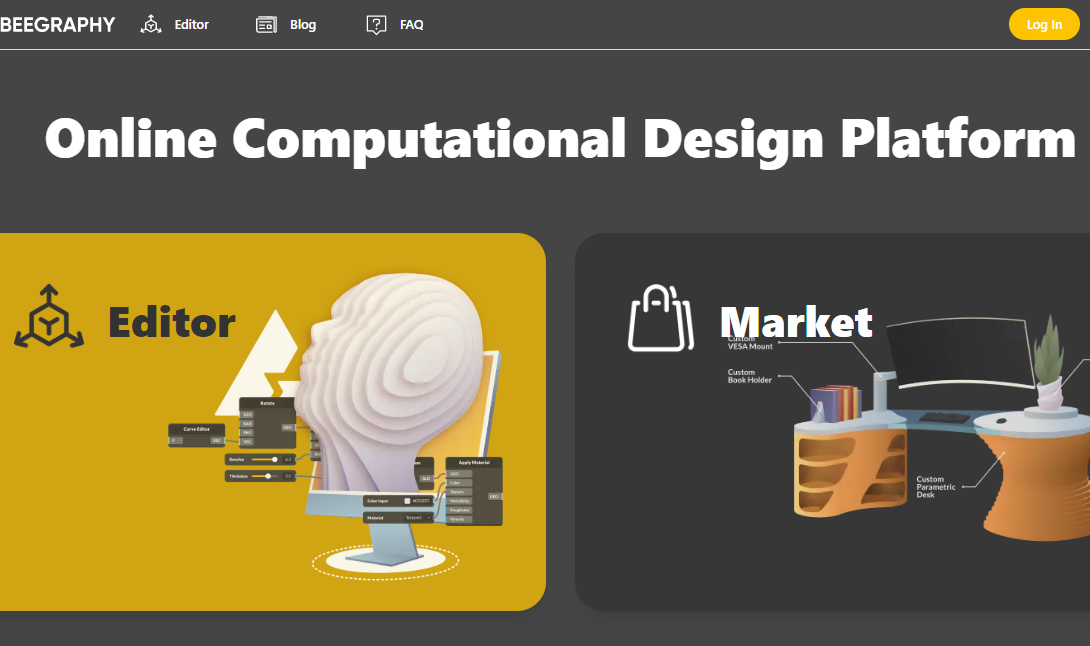 BEEGRAPHY
Editor
Blog
FAQ
Log In
Online Computational Design Platform
Editor
Rotate
Curve Editor
Thickness
Apply Material
Color Input
Material
Market
Custom
VESA Mount
Custom
Book Holder
Custom
Parametric
Desk